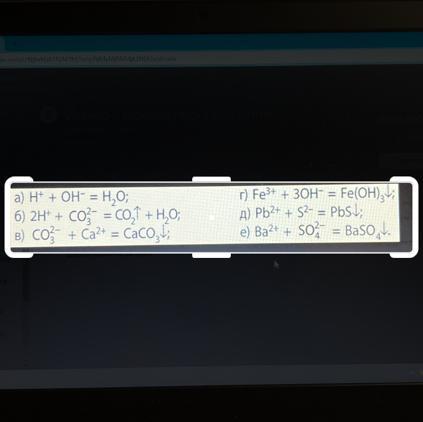 а) H⁺ + OH⁻ = H₂O;
б) 2H⁺ + CO₃²⁻ = CO₂↑ + H₂O;
в) CO₃²⁻ + Ca²⁺ = CaCO₃↓;
г) Fe³⁺ + 3OH⁻ = Fe(OH)₃↓;
д) Pb²⁺ + S²⁻ = PbS↓;
е) Ba²⁺ + SO₄²⁻ = BaSO₄↓.